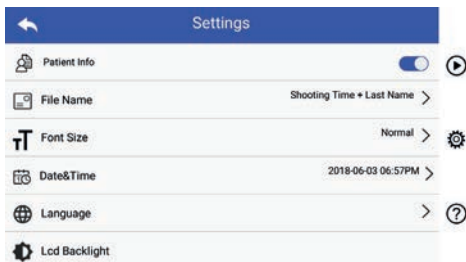 Settings
Patient Info
File Name Shooting Time + Last Name
Font Size Normal
Date&Time 2018-06-03 06:57PM
Language
Lcd Backlight